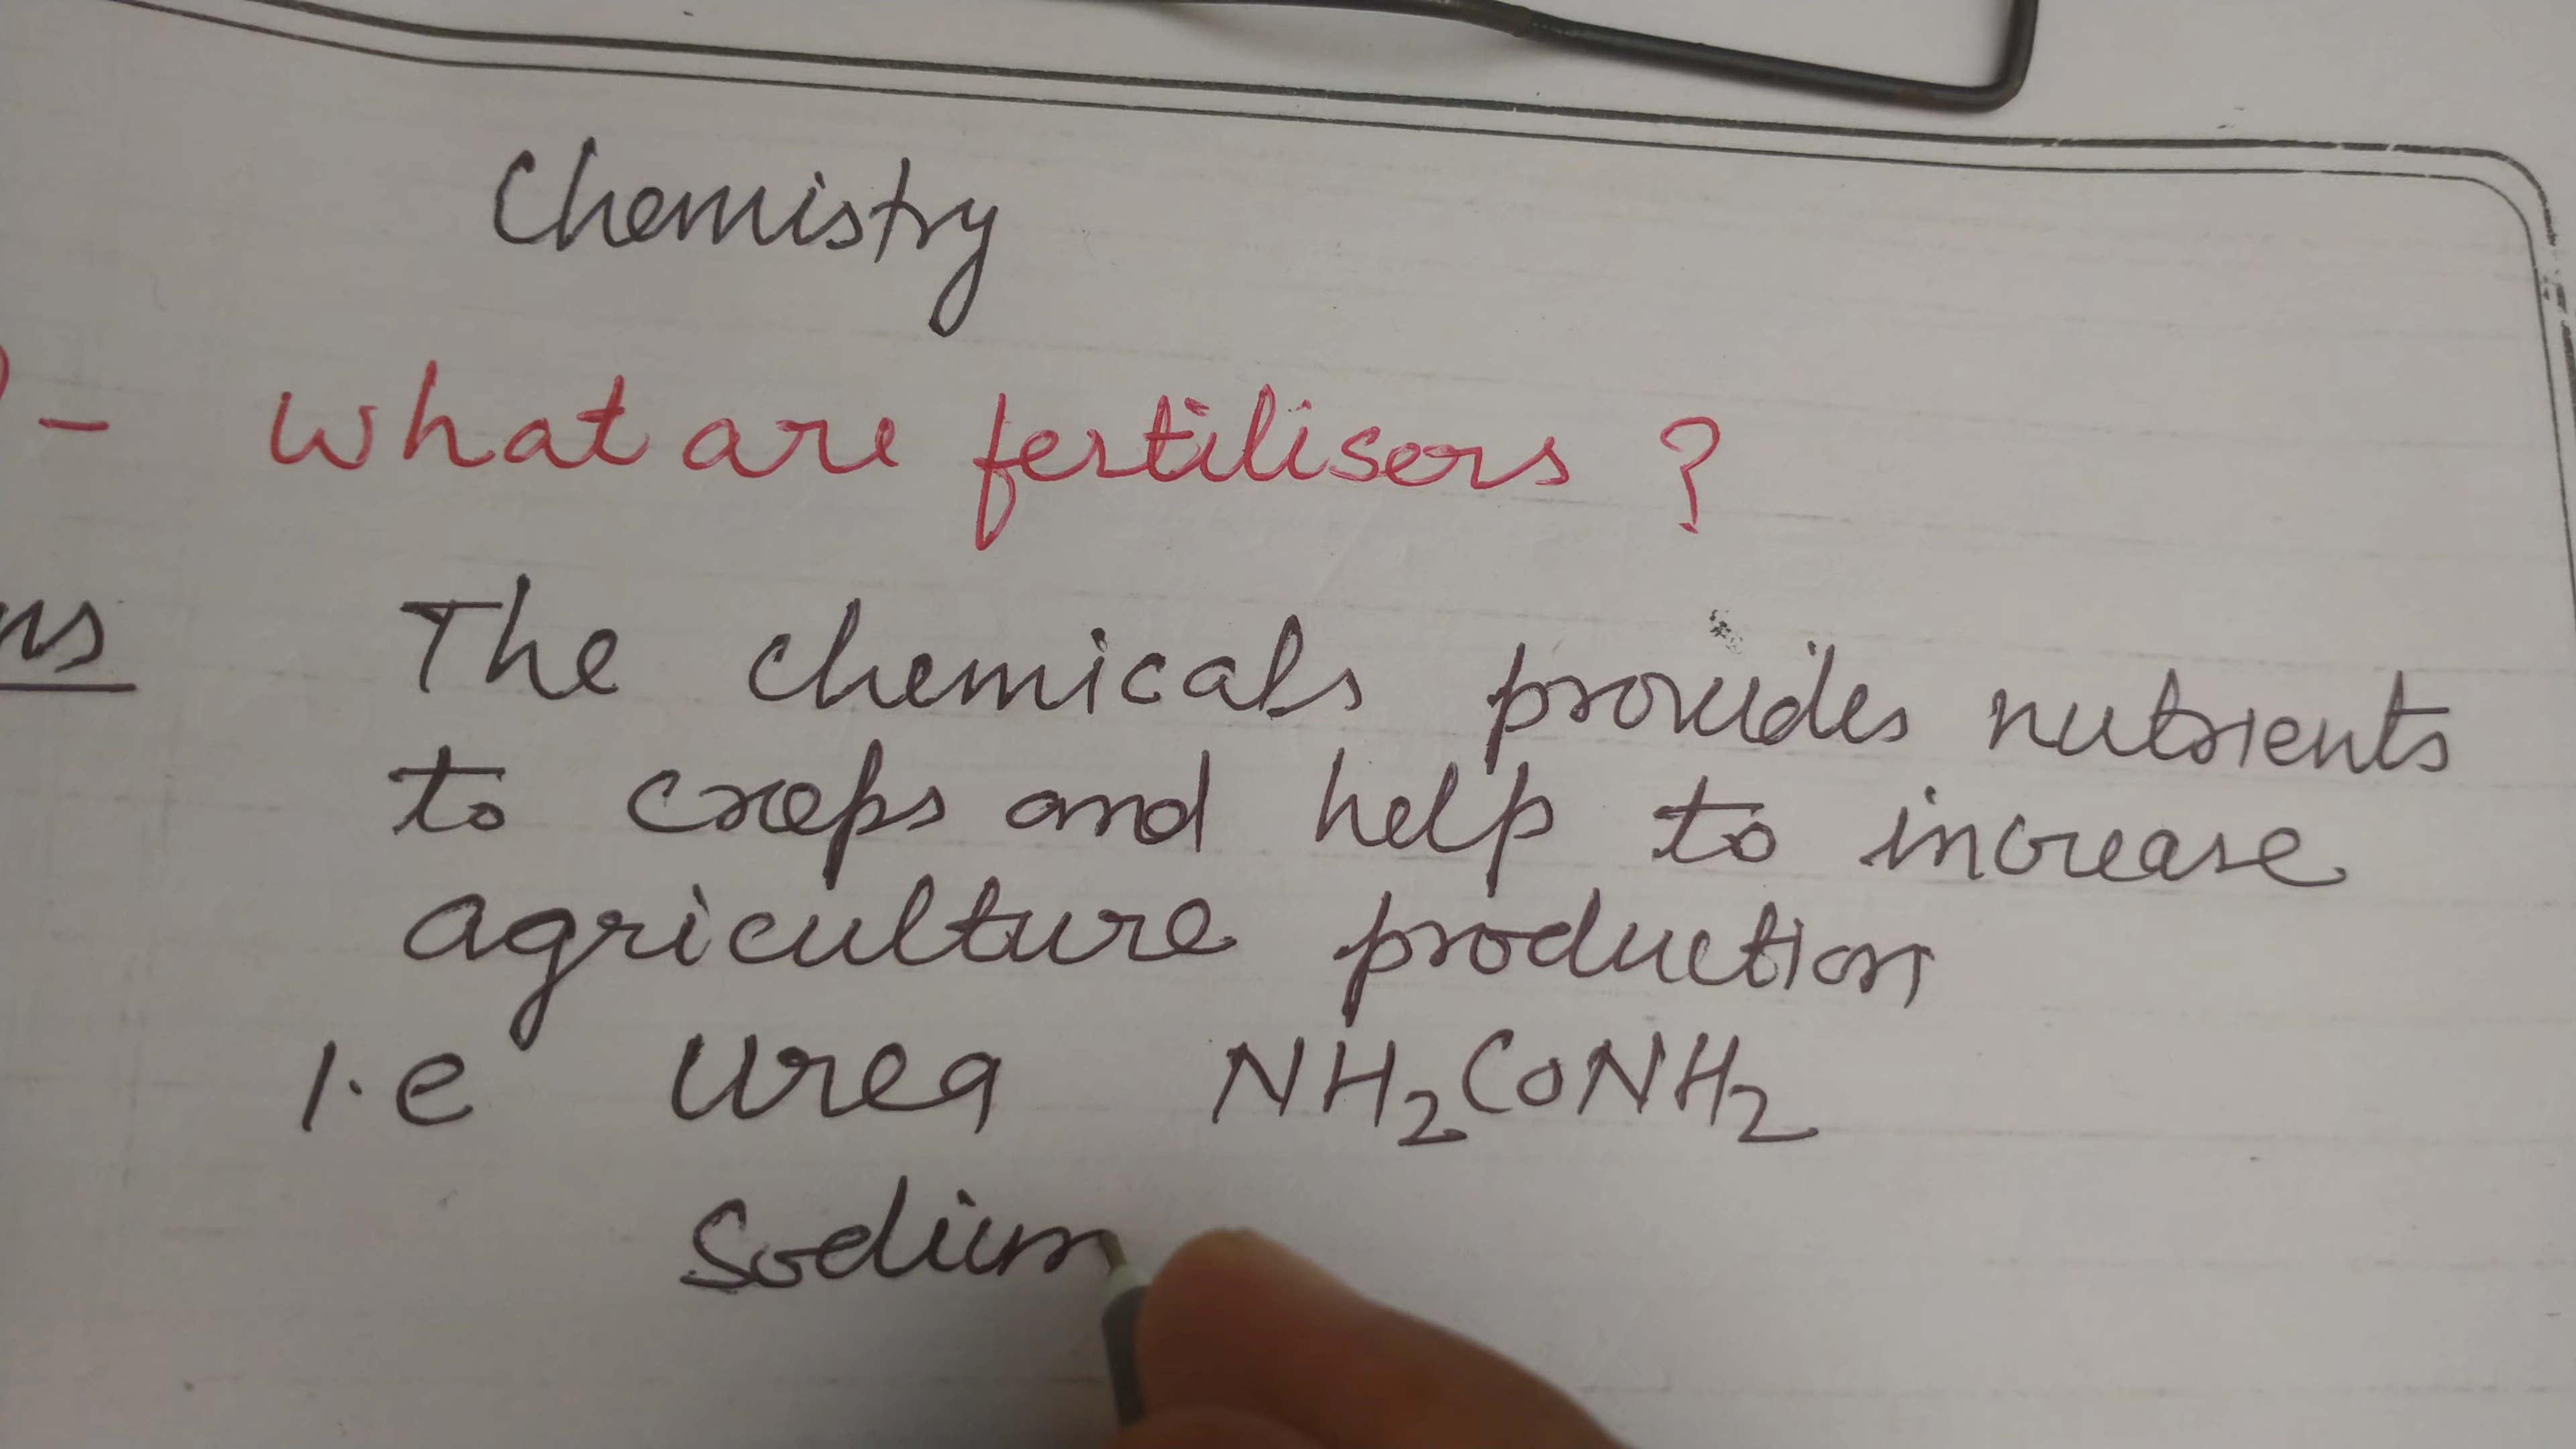 Chemistry
- What are fertilisers ?
ns The chemicals provides nutrients
to crops and help to increase
agriculture production
I.e Urea NH₂CONH₂
Sodium